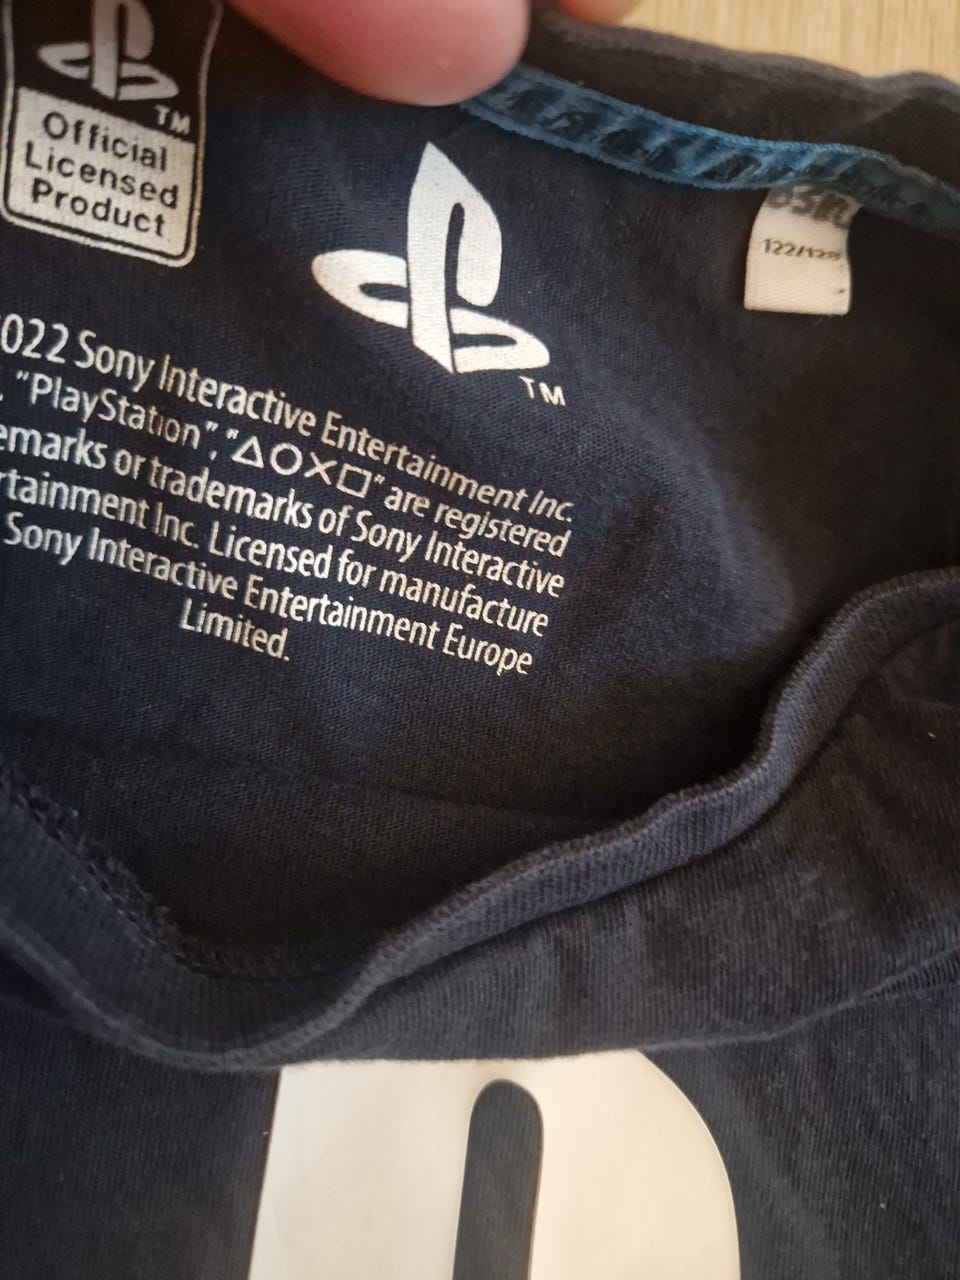 TM
Official
Licensed
Product
TM
022 Sony Interactive Entertainment Inc.
"PlayStation", "△○×□" are registered
emarks or trademarks of Sony Interactive
rtainment Inc. Licensed for manufacture
Sony Interactive Entertainment Europe
Limited.
122/128